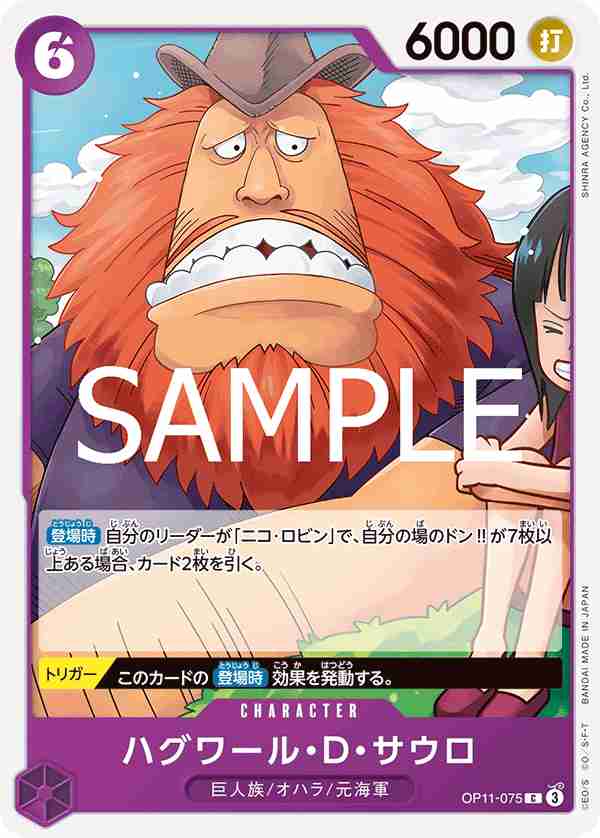 6
6000
打
SHINRA AGENCY Co., Ltd.
SAMPLE
登場時 自分のリーダーが「ニコ・ロビン」で、自分の場のドン!!が7枚以
上ある場合、カード2枚を引く。
トリガー このカードの 登場時 効果を発動する。
CHARACTER
ハグワール・D・サウロ
巨人族/オハラ/元海軍
OP11-075 C 3
©E.O/S ©O/S・F・T BANDAI MADE IN JAPAN